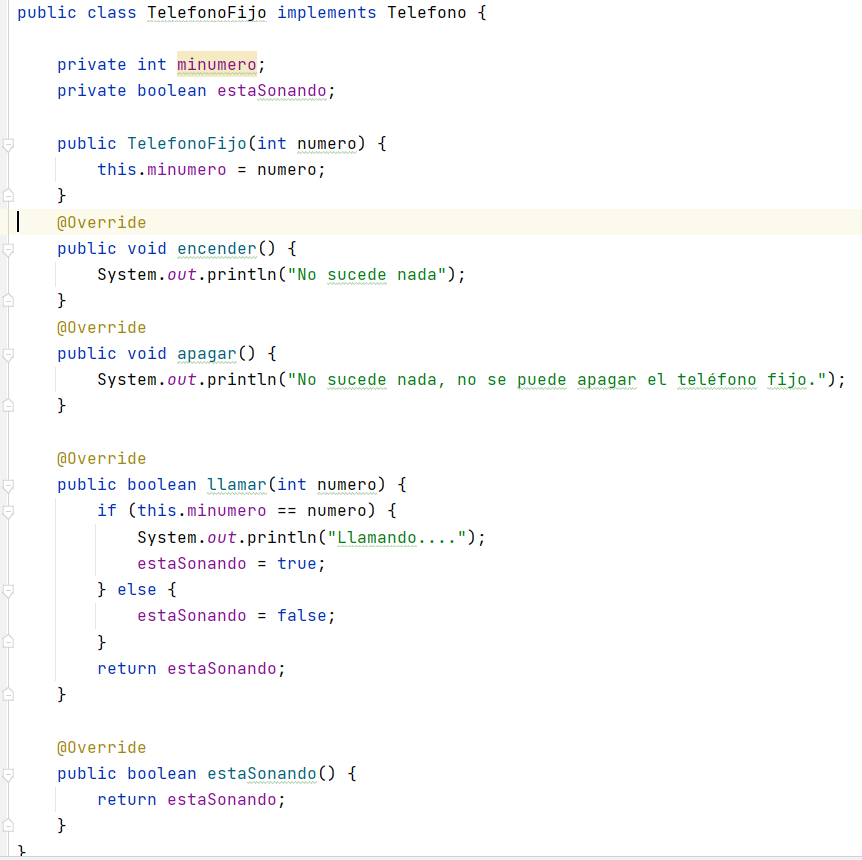 public class TelefonoFijo implements Telefono {
private int minumero;
private boolean estaSonando;
public TelefonoFijo(int numero) {
this.minumero = numero;
}
@Override
public void encender() {
System.out.println("No sucede nada");
}
@Override
public void apagar() {
System.out.println("No sucede nada, no se puede apagar el teléfono fijo.");
}
@Override
public boolean llamar(int numero) {
if (this.minumero == numero) {
System.out.println("Llamando....");
estaSonando = true;
} else {
estaSonando = false;
}
return estaSonando;
}
@Override
public boolean estaSonando() {
return estaSonando;
}
}